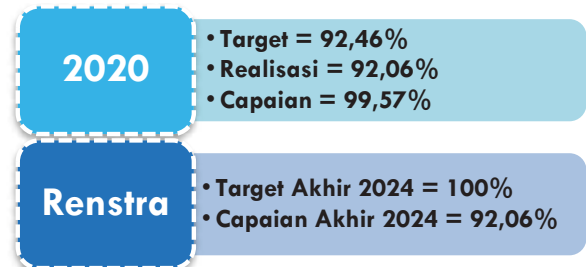 2020
• Target = 92,46%
• Realisasi = 92,06%
• Capaian = 99,57%
Renstra
• Target Akhir 2024 = 100%
• Capaian Akhir 2024 = 92,06%